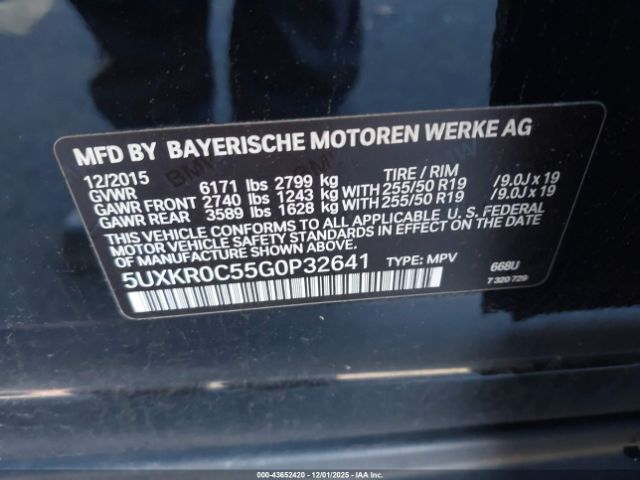 MFD BY BAYERISCHE MOTOREN WERKE AG
12/2015 TIRE / RIM
GVWR 6171 lbs 2799 kg
GAWR FRONT 2740 lbs 1243 kg WITH 255/50 R19 /9.0J x 19
GAWR REAR 3589 lbs 1628 kg WITH 255/50 R19 /9.0J x 19
THIS VEHICLE CONFORMS TO ALL APPLICABLE U. S. FEDERAL
MOTOR VEHICLE SAFETY STANDARDS IN EFFECT ON THE DATE
OF MANUFACTURE SHOWN ABOVE.
5UXKR0C55G0P32641 TYPE: MPV 668U
7 320 729
000-43652420 - 12/01/2025 - IAAI.COM